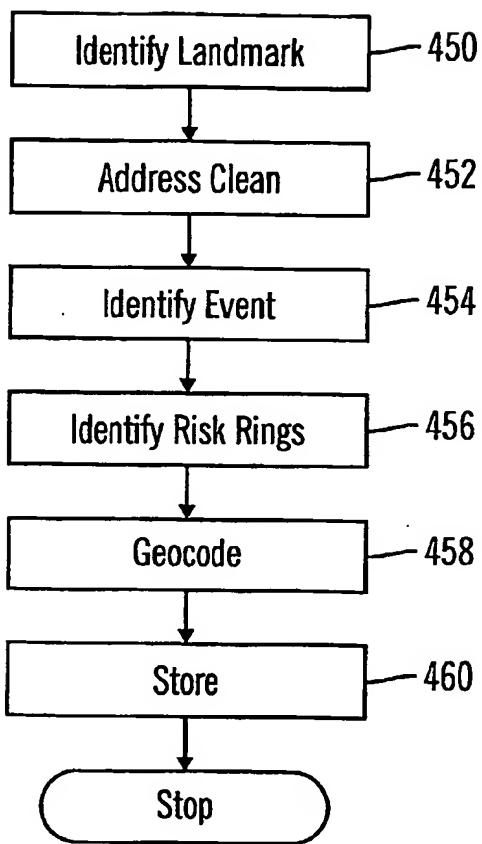 Identify Landmark 450
Address Clean 452
Identify Event 454
Identify Risk Rings 456
Geocode 458
Store 460
Stop